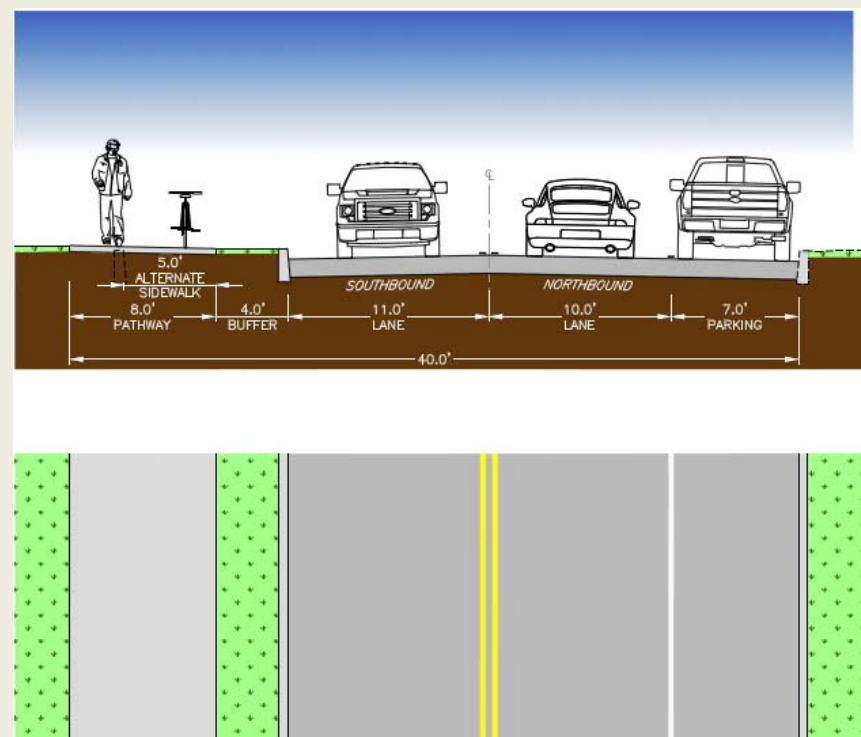 ℄
5.0'
ALTERNATE
SIDEWALK
SOUTHBOUND
NORTHBOUND
8.0'
PATHWAY
4.0'
BUFFER
11.0'
LANE
10.0'
LANE
7.0'
PARKING
40.0'